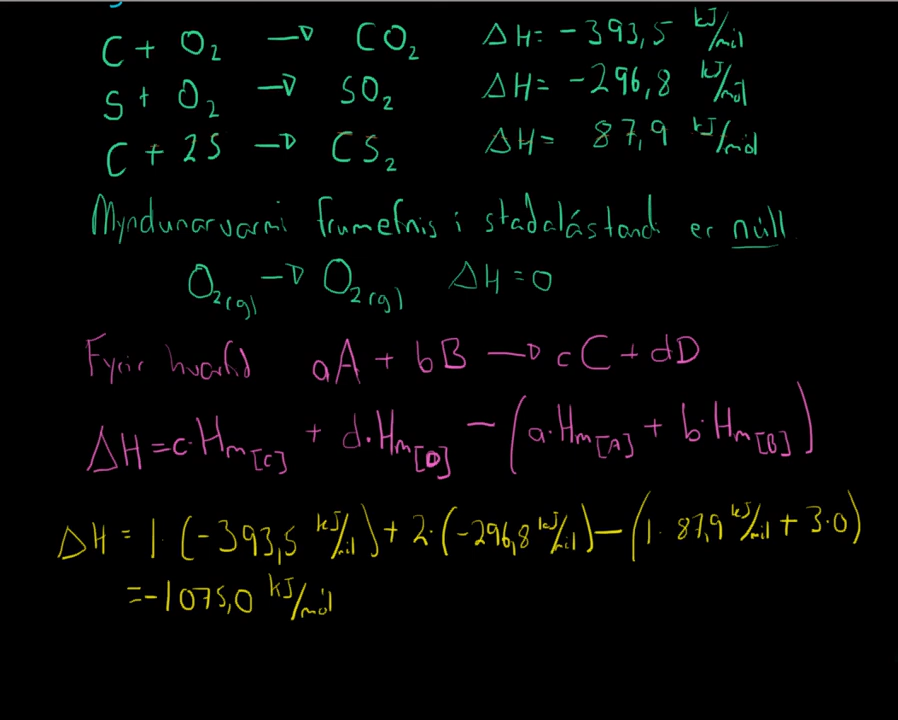 C + O₂ → CO₂ ΔH = -393,5 kJ/mól
S + O₂ → SO₂ ΔH = -296,8 kJ/mól
C + 2S → CS₂ ΔH = 87,9 kJ/mól
Myndunarvarmi frumefnis í staðalástandi er núll.
O₂(g) → O₂(g) ΔH = 0
Fyrir hvarfið aA + bB → cC + dD
ΔH = c·Hm[C] + d·Hm[D] - (a·Hm[A] + b·Hm[B])
ΔH = 1·(-393,5 kJ/mól) + 2·(-296,8 kJ/mól) - (1·87,9 kJ/mól + 3·0)
= -1075,0 kJ/mól